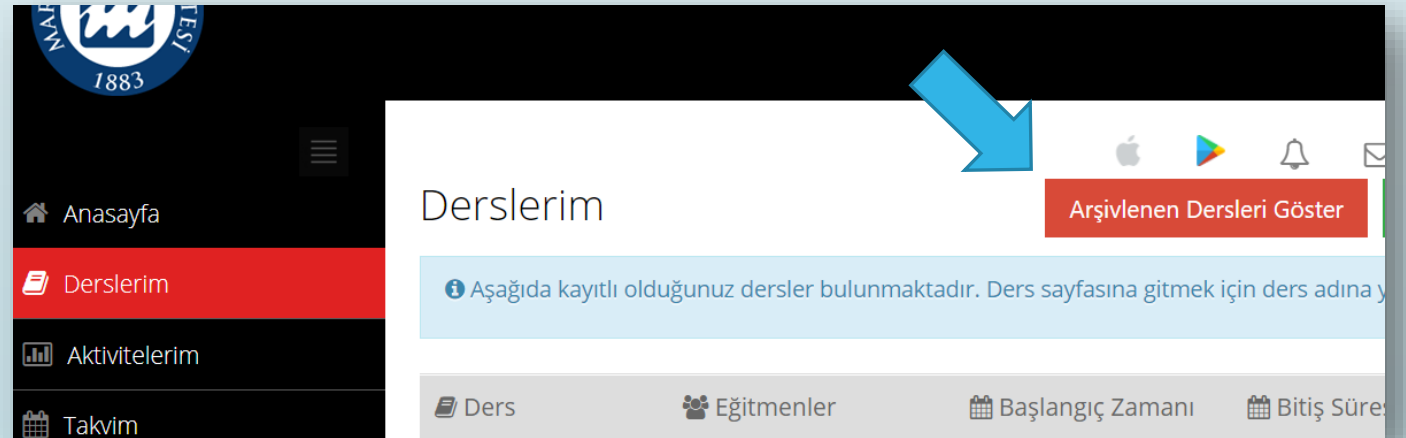 1883
Anasayfa
Derslerim
Aktivitelerim
Takvim
Derslerim
Arşivlenen Dersleri Göster
Aşağıda kayıtlı olduğunuz dersler bulunmaktadır. Ders sayfasına gitmek için ders adına
Ders Eğitmenler Başlangıç Zamanı Bitiş